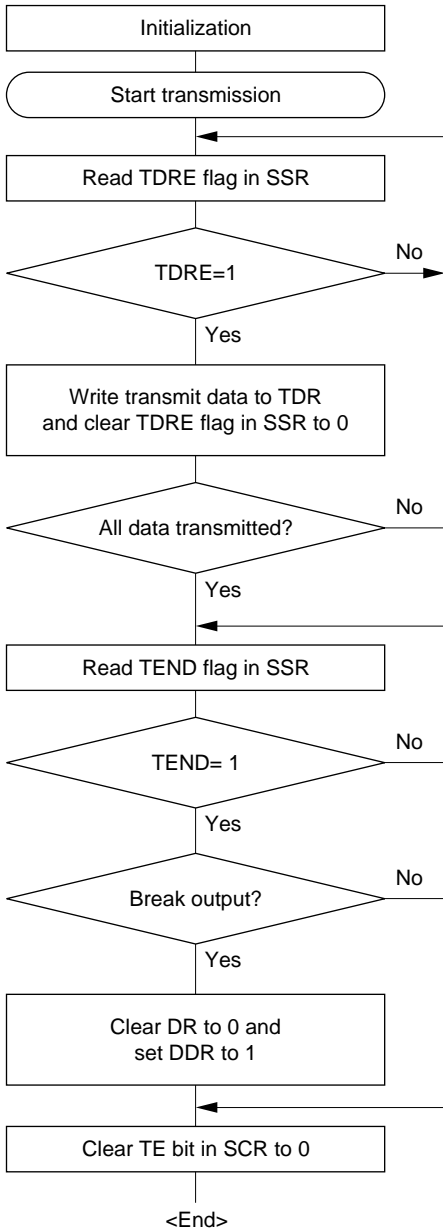 Initialization
Start transmission
Read TDRE flag in SSR
TDRE=1
No
Yes
Write transmit data to TDR
and clear TDRE flag in SSR to 0
All data transmitted?
No
Yes
Read TEND flag in SSR
TEND= 1
No
Yes
Break output?
No
Yes
Clear DR to 0 and
set DDR to 1
Clear TE bit in SCR to 0
<End>